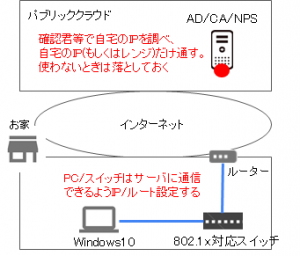 パブリッククラウド
AD/CA/NPS
確認君等で自宅のIPを調べ、
自宅のIP(もしくはレンジ)だけ通す。
使わないときは落としておく
お家
インターネット
ルーター
PC/スイッチはサーバに通信
できるようIP/ルート設定する
Windows10
802.1x対応スイッチ